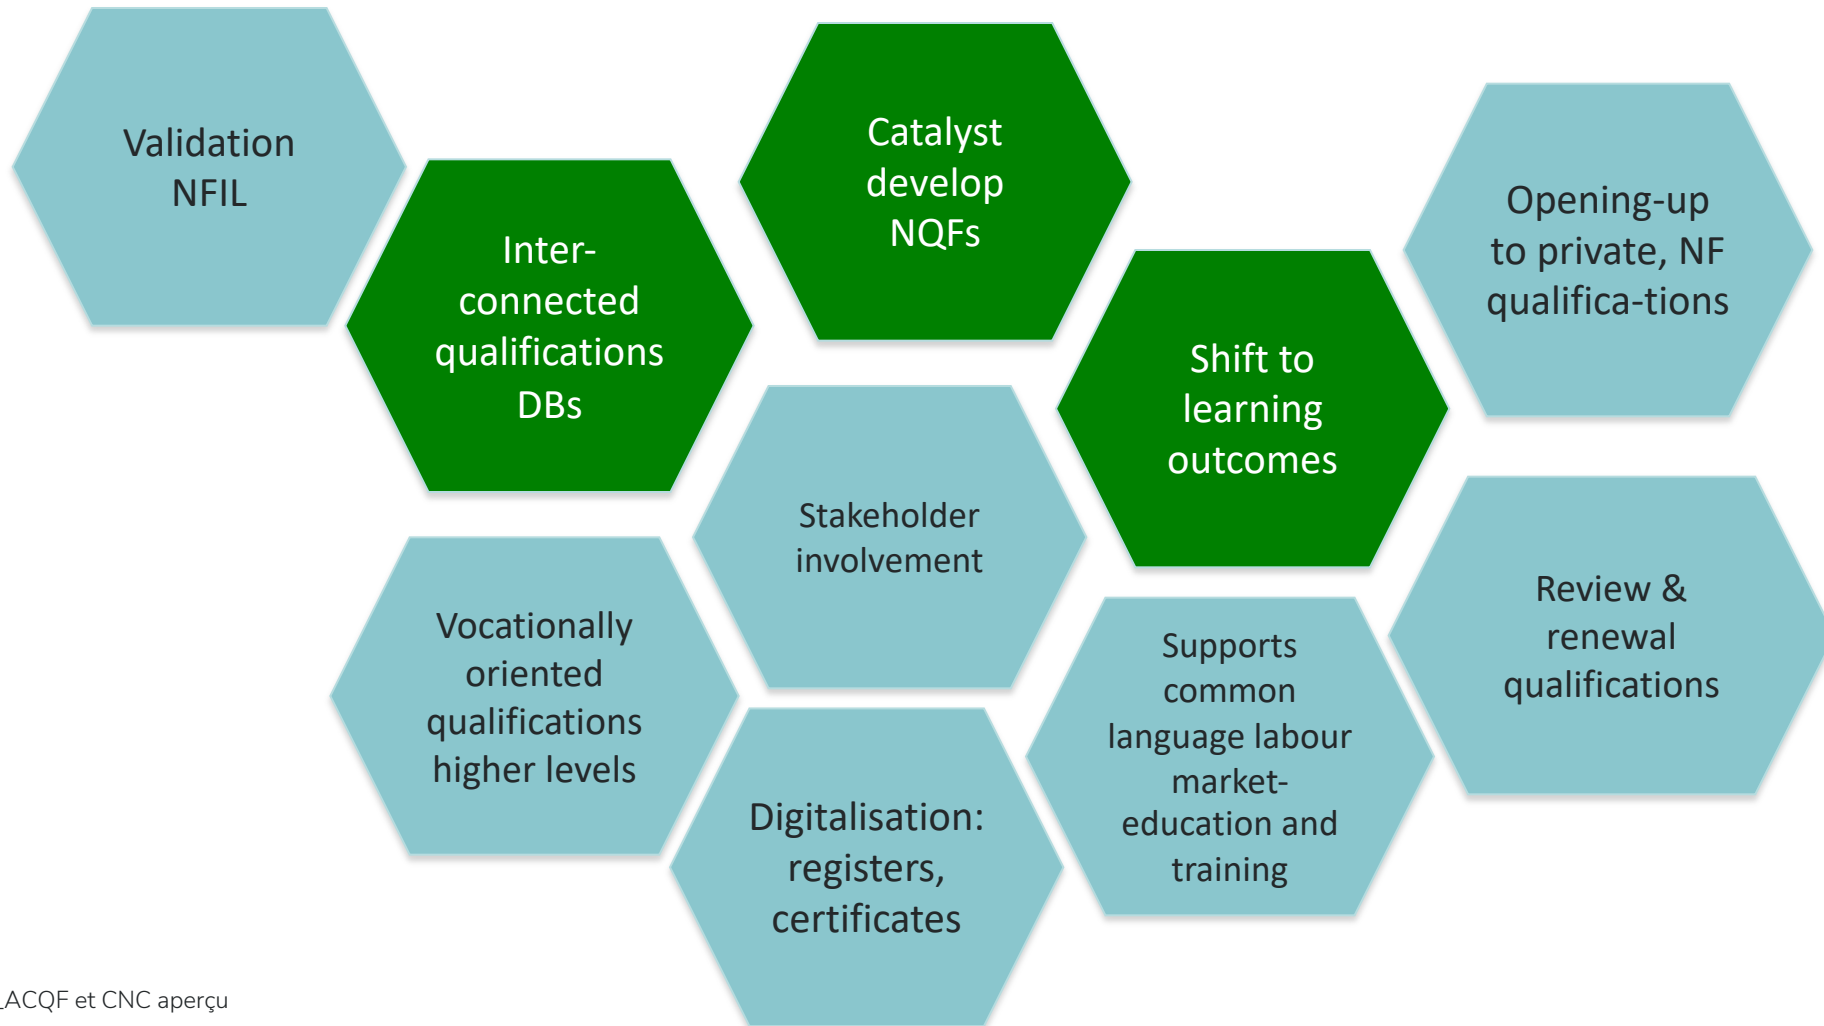 Validation
NFIL
Inter-
connected
qualifications
DBs
Catalyst
develop
NQFs
Shift to
learning
outcomes
Opening-up
to private, NF
qualifica-tions
Stakeholder
involvement
Vocationally
oriented
qualifications
higher levels
Digitalisation:
registers,
certificates
Supports
common
language labour
market-
education and
training
Review &
renewal
qualifications
_ACQF et CNC aperçu